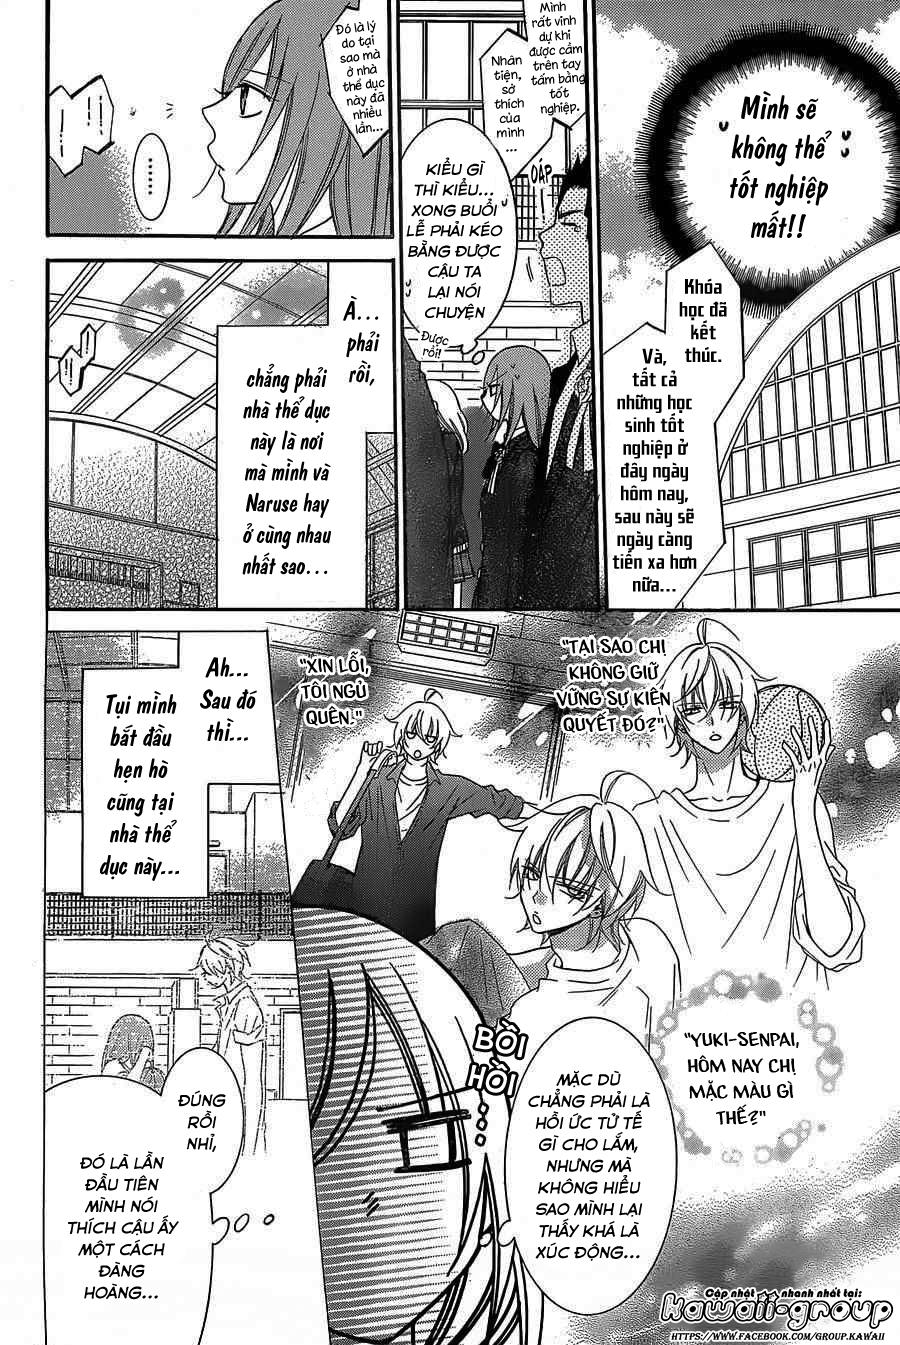 Mình sẽ
không thể
tốt nghiệp
mất!!
Khóa
học đã
kết
thúc.
Và,
tất cả
những học
sinh tốt
nghiệp ở
đây ngày
hôm nay,
sau này sẽ
ngày càng
tiến xa hơn
nữa...
Mình
rất vinh
dự khi
được cầm
trên tay
tấm bằng
tốt
nghiệp.
Nhân
tiện, sở
thích
của mình
...
ĐÁP
KIỂU GÌ
THÌ KIỂU...
XONG BUỔI
LỄ PHẢI KÉO
BẰNG ĐƯỢC
CẬU TA
LẠI NÓI
CHUYỆN
Được
rồi!
Đó là lý
do tại
sao mà
ở nhà
thể dục
này đã
nhiều
lần...
......
À...
phải
rồi,
chẳng phải
nhà thể dục
này là nơi
mà mình và
Naruse hay
ở cùng nhau
nhất sao...
"TẠI SAO CHỊ
KHÔNG GIỮ
VỮNG SỰ KIÊN
QUYẾT ĐÓ?"
"XIN LỖI,
TÔI NGỦ
QUÊN."
"YUKI-SENPAI,
HÔM NAY CHỊ
MẶC MÀU GÌ
THẾ?"
BỒI
HỒI...
MẶC DÙ
CHẲNG PHẢI LÀ
HỒI ỨC TỬ TẾ
GÌ CHO LẮM,
NHƯNG MÀ
KHÔNG HIỂU
SAO MÌNH LẠI
THẤY KHÁ LÀ
XÚC ĐỘNG...
Ah...
Sau đó
thì...
Tụi mình
bắt đầu
hẹn hò
cũng tại
nhà thể
dục này...
ĐÚNG
RỒI
NHỈ,
ĐÓ LÀ LẦN
ĐẦU TIÊN
MÌNH NÓI
THÍCH CẬU ẤY
MỘT CÁCH
ĐÀNG
HOÀNG...
Cập nhật nhanh nhất tại:
kawaii-group
HTTPS://WWW.FACEBOOK.COM/GROUP.KAWAII